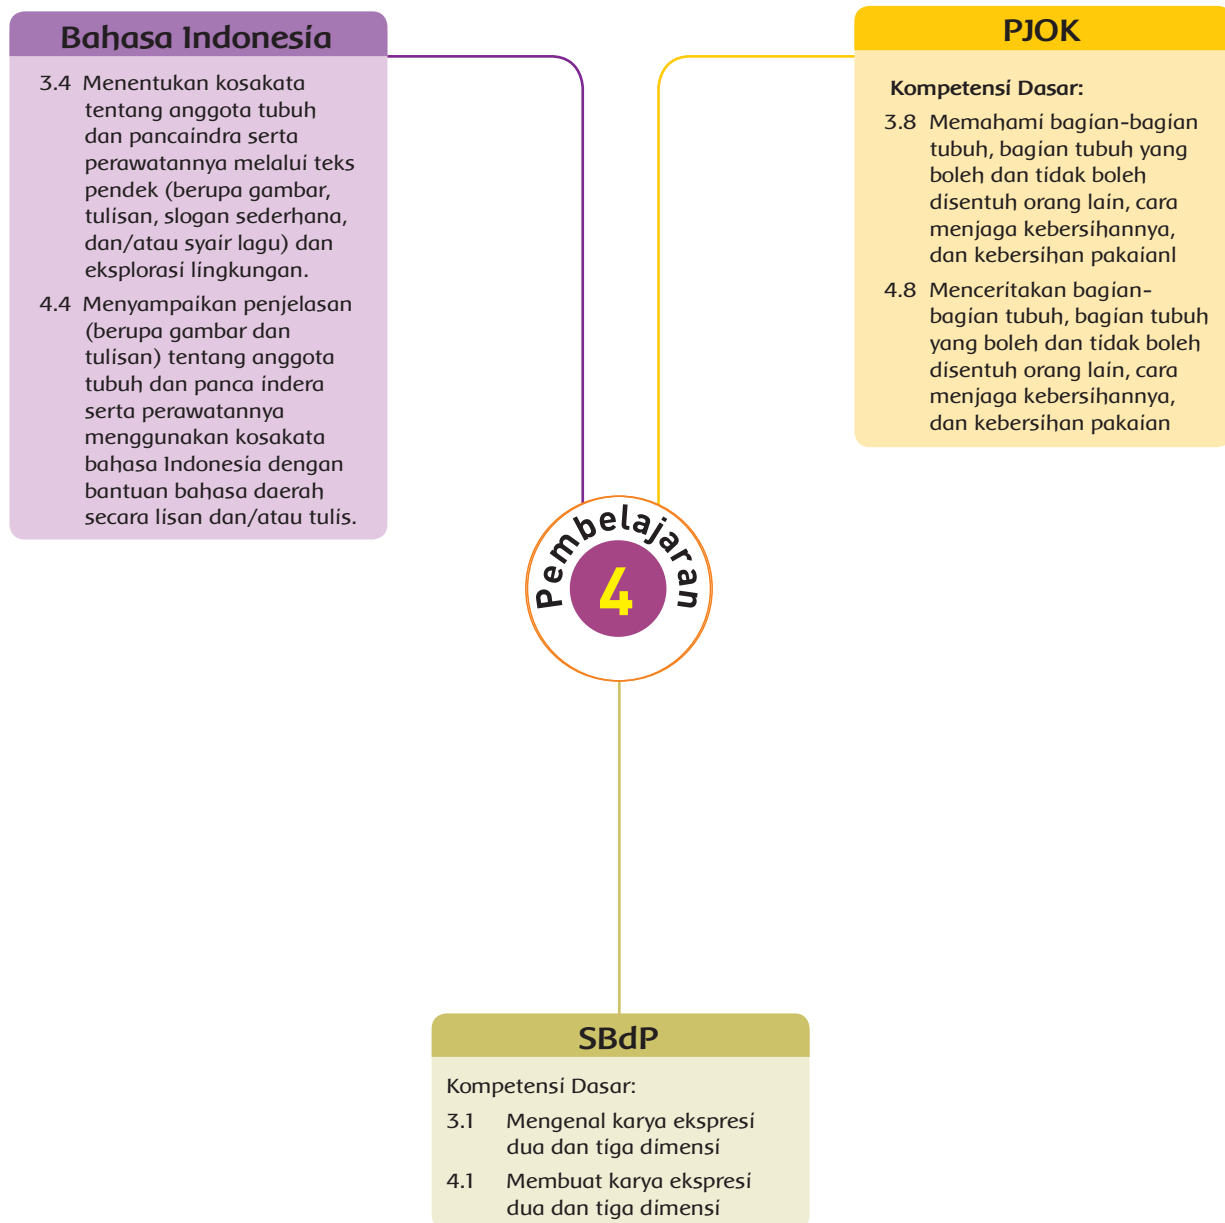 Bahasa Indonesia
3.4 Menentukan kosakata
tentang anggota tubuh
dan pancaindra serta
perawatannya melalui teks
pendek (berupa gambar,
tulisan, slogan sederhana,
dan/atau syair lagu) dan
eksplorasi lingkungan.
4.4 Menyampaikan penjelasan
(berupa gambar dan
tulisan) tentang anggota
tubuh dan panca indera
serta perawatannya
menggunakan kosakata
bahasa Indonesia dengan
bantuan bahasa daerah
secara lisan dan/atau tulis.
PJOK
Kompetensi Dasar:
3.8 Memahami bagian-bagian
tubuh, bagian tubuh yang
boleh dan tidak boleh
disentuh orang lain, cara
menjaga kebersihannya,
dan kebersihan pakaianl
4.8 Menceritakan bagian-
bagian tubuh, bagian tubuh
yang boleh dan tidak boleh
disentuh orang lain, cara
menjaga kebersihannya,
dan kebersihan pakaian
Pembelajaran
4
SBdP
Kompetensi Dasar:
3.1 Mengenal karya ekspresi
dua dan tiga dimensi
4.1 Membuat karya ekspresi
dua dan tiga dimensi